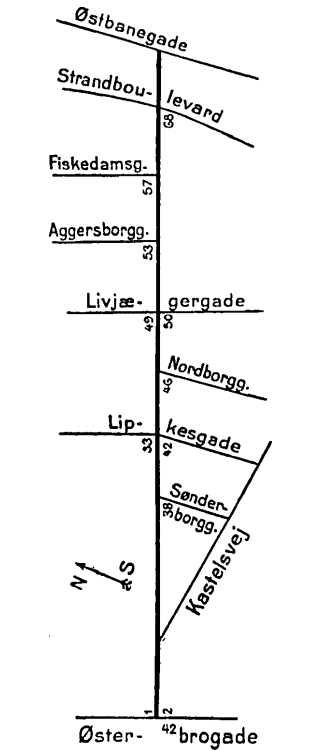 Østbanegade
Strandbou- levard
68
Fiskedamsg.
57
Aggersborgg.
53
Livjæ- gergade
49 50
Nordborgg.
46
Lip- kesgade
33 42
Sønder-
borgg.
38
Kastelsvej
N S
1 2
Øster- 42 brogade